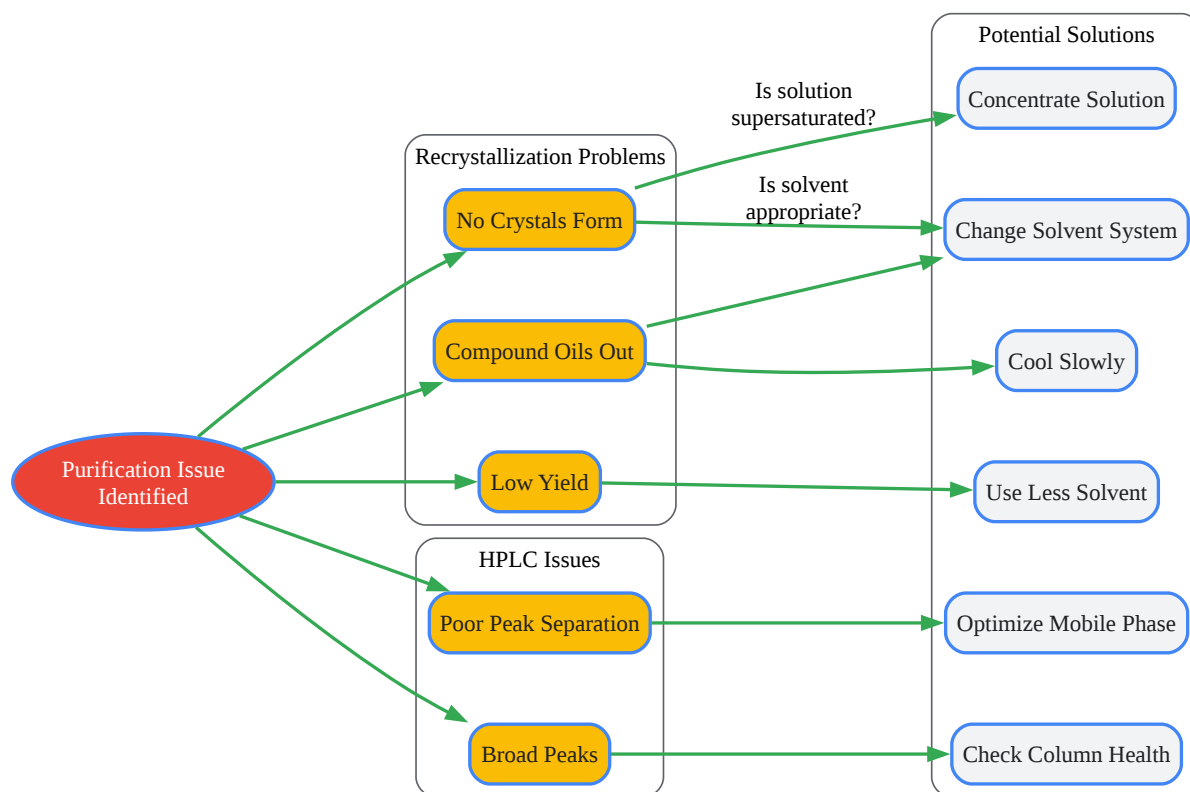 Potential Solutions
Is solution
supersaturated?
Concentrate Solution
Recrystallization Problems
Is solvent
appropriate?
No Crystals Form
Change Solvent System
Compound Oils Out
Cool Slowly
Purification Issue
Identified
Low Yield
Use Less Solvent
HPLC Issues
Poor Peak Separation
Optimize Mobile Phase
Broad Peaks
Check Column Health